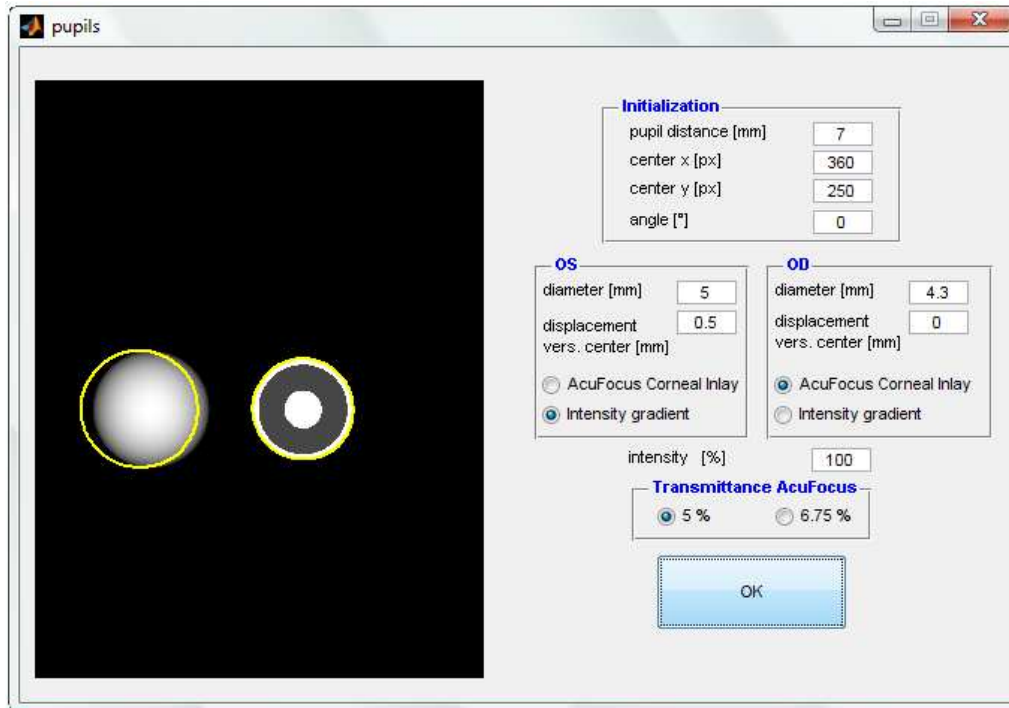 pupils
Initialization
pupil distance [mm] 7
center x [px] 360
center y [px] 250
angle [°] 0
OS
diameter [mm] 5
displacement 0.5
vers. center [mm]
AcuFocus Corneal Inlay
Intensity gradient
OD
diameter [mm] 4.3
displacement 0
vers. center [mm]
AcuFocus Corneal Inlay
Intensity gradient
intensity [%] 100
Transmittance AcuFocus
5 % 6.75 %
OK